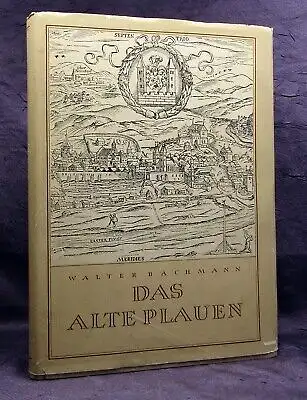 SEPTEN TRIO
MERIDIES
WALTER BACHMANN
DAS
ALTE PLAUEN